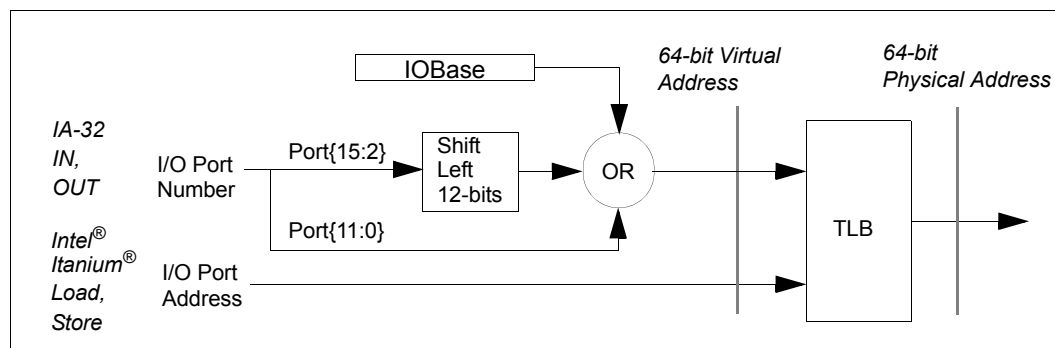 IOBase
64-bit Virtual
Address
64-bit
Physical Address
IA-32
IN,
OUT
I/O Port
Number
Port{15:2}
Shift
Left
12-bits
OR
TLB
Port{11:0}
Intel®
Itanium®
Load,
Store
I/O Port
Address